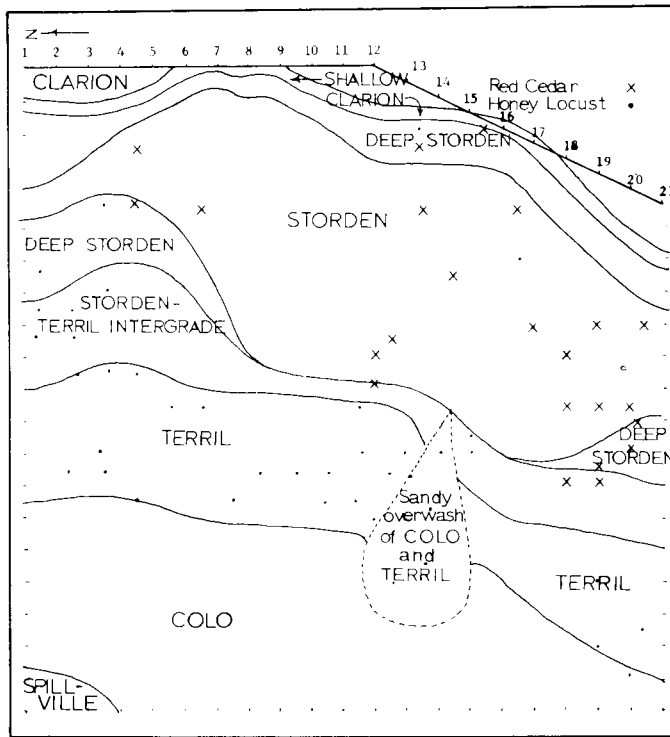 N
1 2 3 4 5 6 7 8 9 10 11 12 13 14 15 16 17 18 19 20 21
CLARION
SHALLOW
CLARION
Red Cedar x
Honey Locust .
DEEP STORDEN
STORDEN
DEEP STORDEN
STORDEN-
TERRIL INTERGRADE
TERRIL
DEEP
STORDEN
Sandy
overwash
of COLO
and
TERRIL
TERRIL
COLO
SPILL-
VILLE